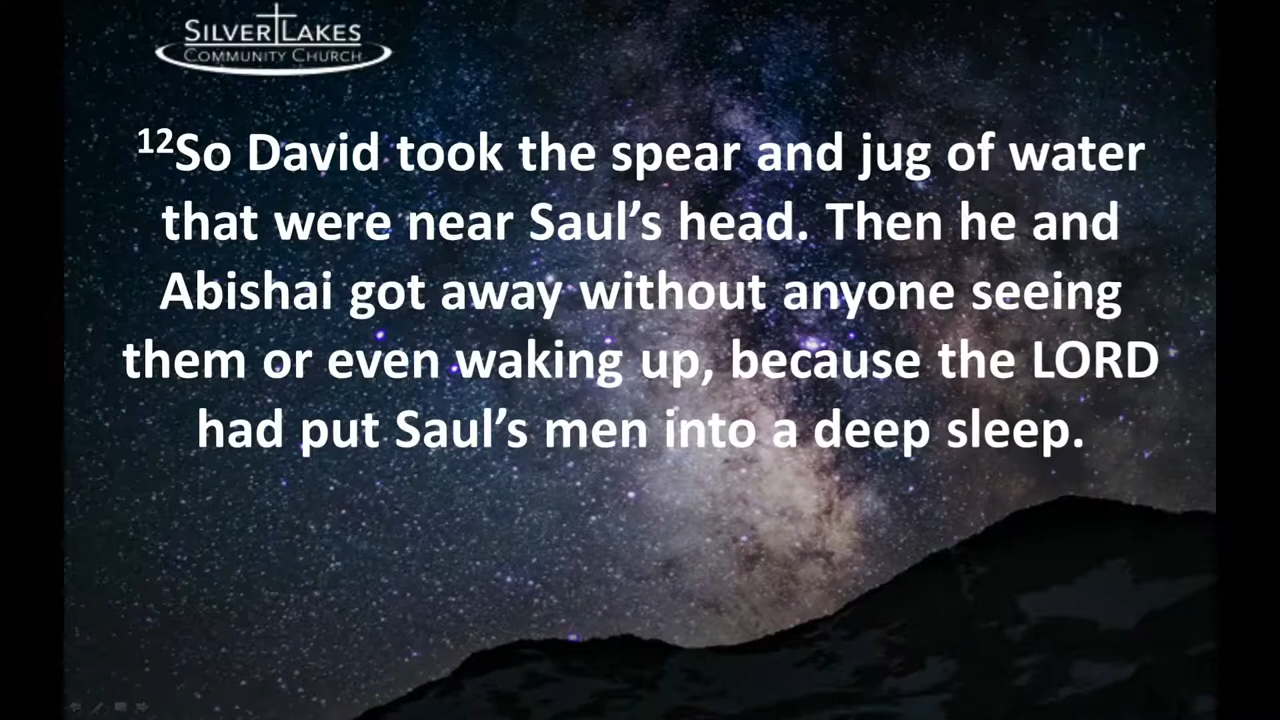 SILVER LAKES
COMMUNITY CHURCH
12So David took the spear and jug of water
that were near Saul’s head. Then he and
Abishai got away without anyone seeing
them or even waking up, because the LORD
had put Saul’s men into a deep sleep.